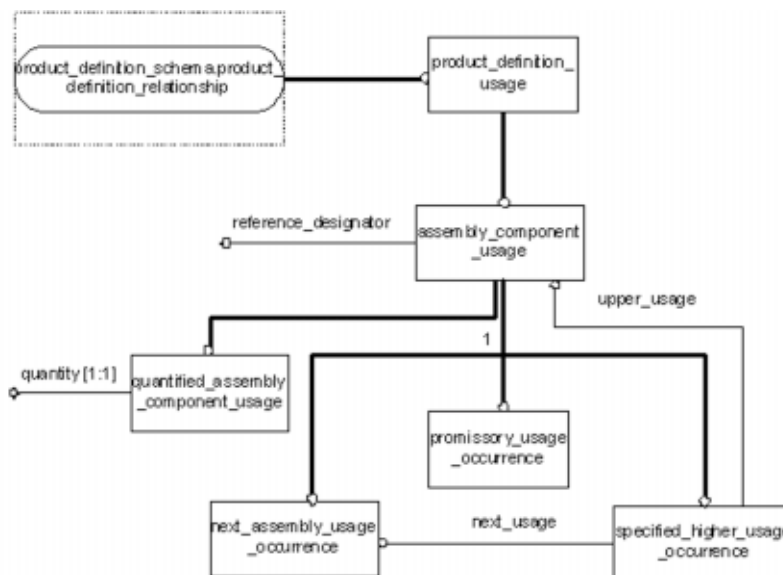 product_definition_schema.product_
definition_relationship
product_definition_
usage
reference_designator
assembly_component
_usage
upper_usage
1
quantity [1:1]
quantified_assembly
_component_usage
promissory_usage
_occurrence
next_assembly_usage
_occurrence
next_usage
specified_higher_usage
_occurrence